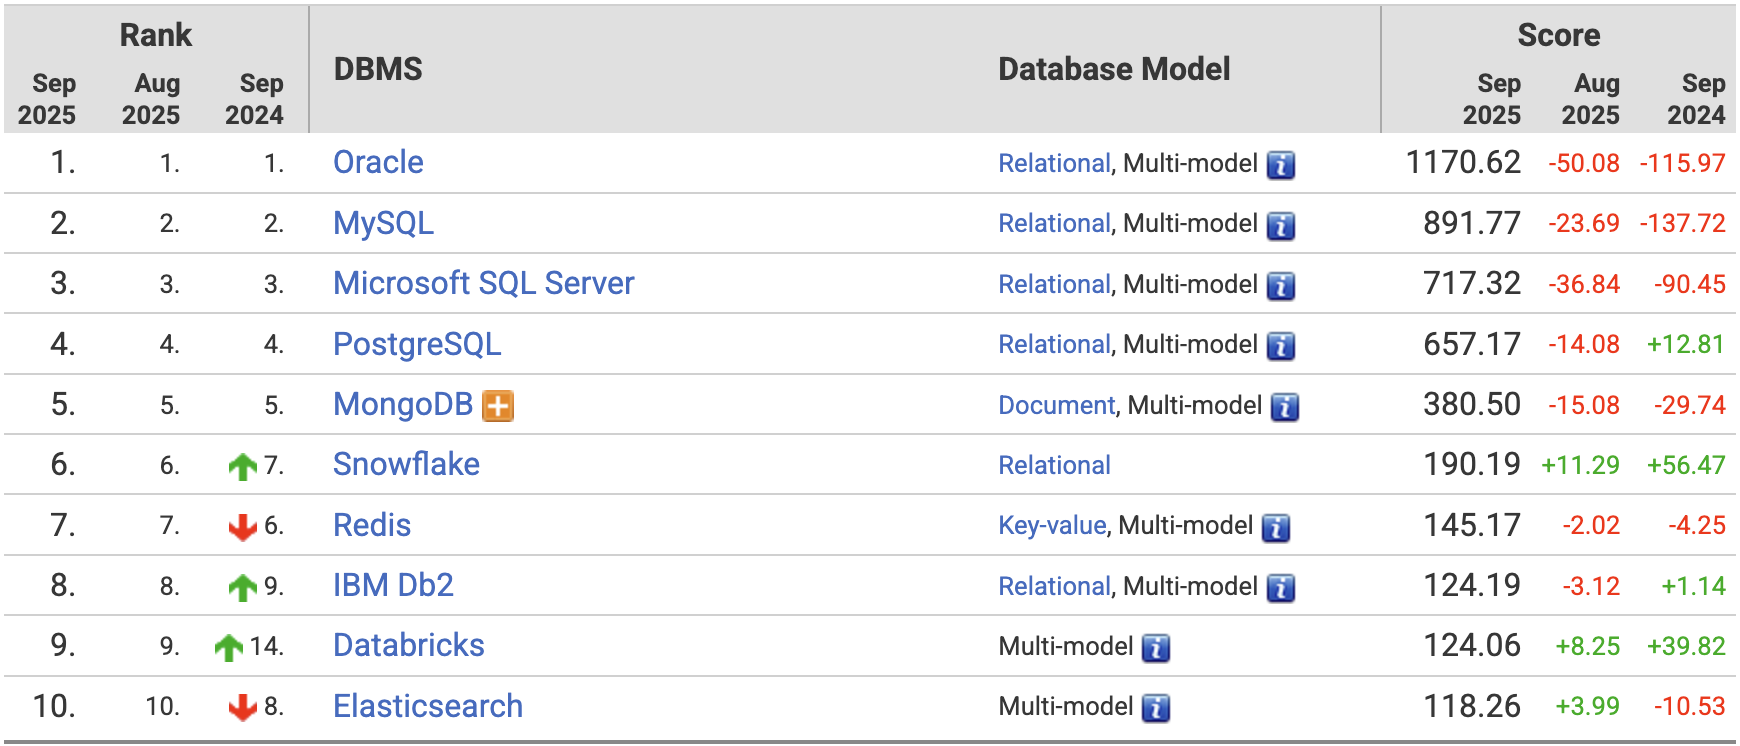 Rank DBMS Database Model Score
Sep 2025 Aug 2025 Sep 2024 Sep 2025 Aug 2025 Sep 2024
1. 1. 1. Oracle Relational, Multi-model i 1170.62 -50.08 -115.97
2. 2. 2. MySQL Relational, Multi-model i 891.77 -23.69 -137.72
3. 3. 3. Microsoft SQL Server Relational, Multi-model i 717.32 -36.84 -90.45
4. 4. 4. PostgreSQL Relational, Multi-model i 657.17 -14.08 +12.81
5. 5. 5. MongoDB Document, Multi-model i 380.50 -15.08 -29.74
6. 6. 7. Snowflake Relational 190.19 +11.29 +56.47
7. 7. 6. Redis Key-value, Multi-model i 145.17 -2.02 -4.25
8. 8. 9. IBM Db2 Relational, Multi-model i 124.19 -3.12 +1.14
9. 9. 14. Databricks Multi-model i 124.06 +8.25 +39.82
10. 10. 8. Elasticsearch Multi-model i 118.26 +3.99 -10.53